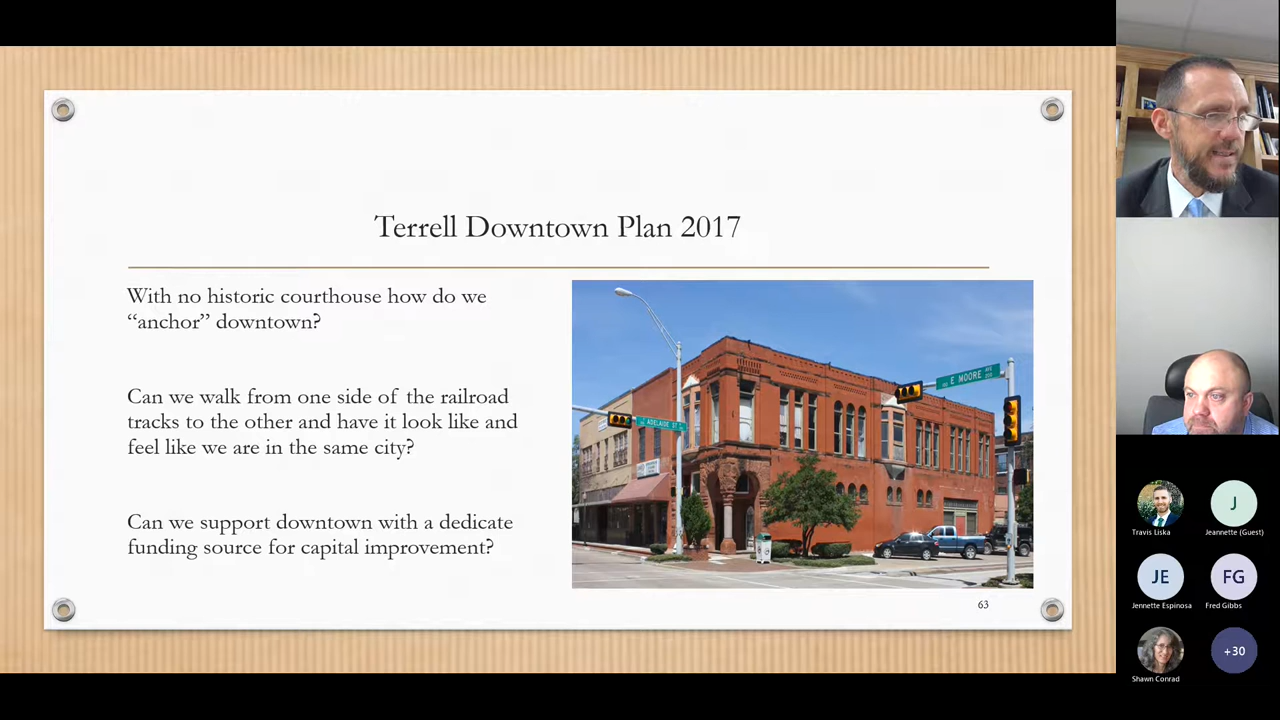 Terrell Downtown Plan 2017
With no historic courthouse how do we
“anchor” downtown?
Can we walk from one side of the railroad
tracks to the other and have it look like and
feel like we are in the same city?
Can we support downtown with a dedicate
funding source for capital improvement?
ADELAIDE ST
E MOORE AVE
63
J
Travis Liska
Jeannette (Guest)
JE
FG
Jennette Espinosa
Fred Gibbs
+30
Shawn Conrad